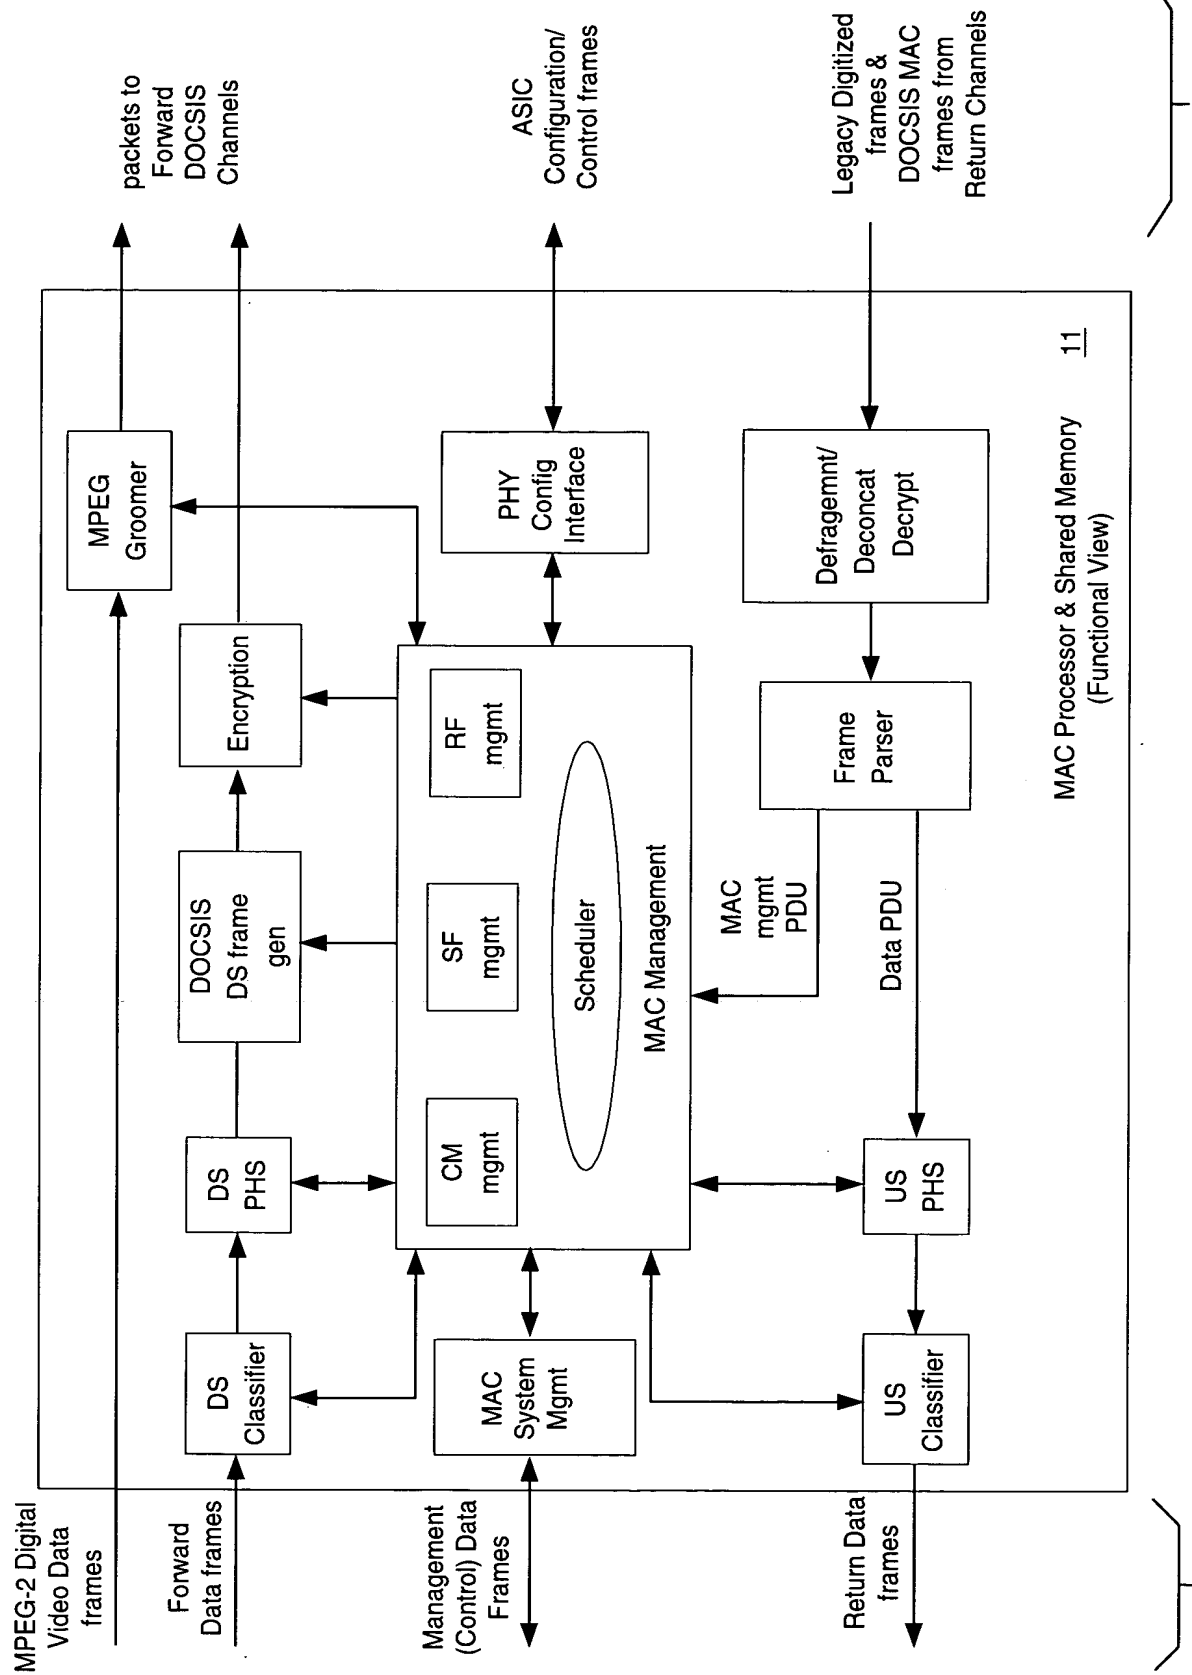 MPEG-2 Digital
Video Data
frames
Forward
Data frames
Management
(Control) Data
Frames
Return Data
frames
DS
Classifier
DS
PHS
DOCSIS
DS frame
gen
Encryption
MPEG
Groomer
packets to
Forward
DOCSIS
Channels
MAC
System
Mgmt
CM
mgmt
SF
mgmt
RF
mgmt
Scheduler
MAC Management
PHY
Config
Interface
ASIC
Configuration/
Control frames
US
Classifier
US
PHS
MAC
mgmt
PDU
Data PDU
Frame
Parser
Defragemnt/
Deconcat
Decrypt
Legacy Digitized
frames &
DOCSIS MAC
frames from
Return Channels
MAC Processor & Shared Memory
(Functional View)
11